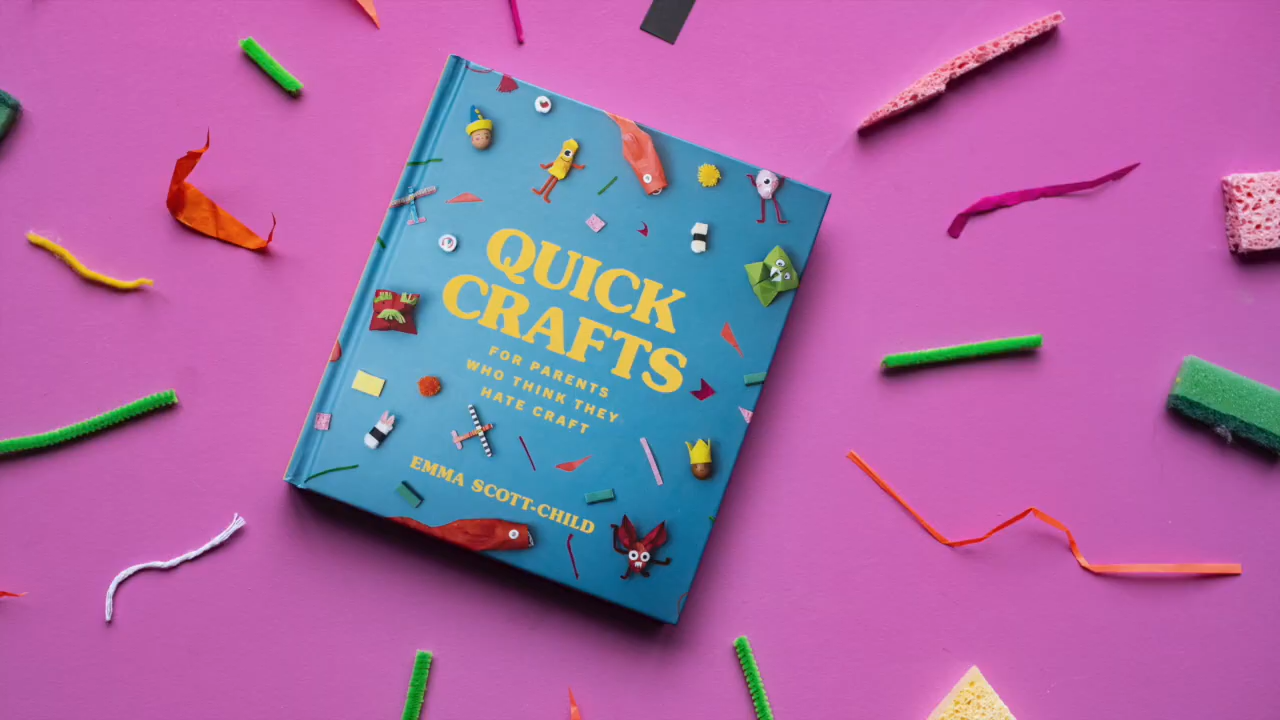 QUICK
CRAFTS
FOR PARENTS
WHO THINK THEY
HATE CRAFT
EMMA SCOTT-CHILD